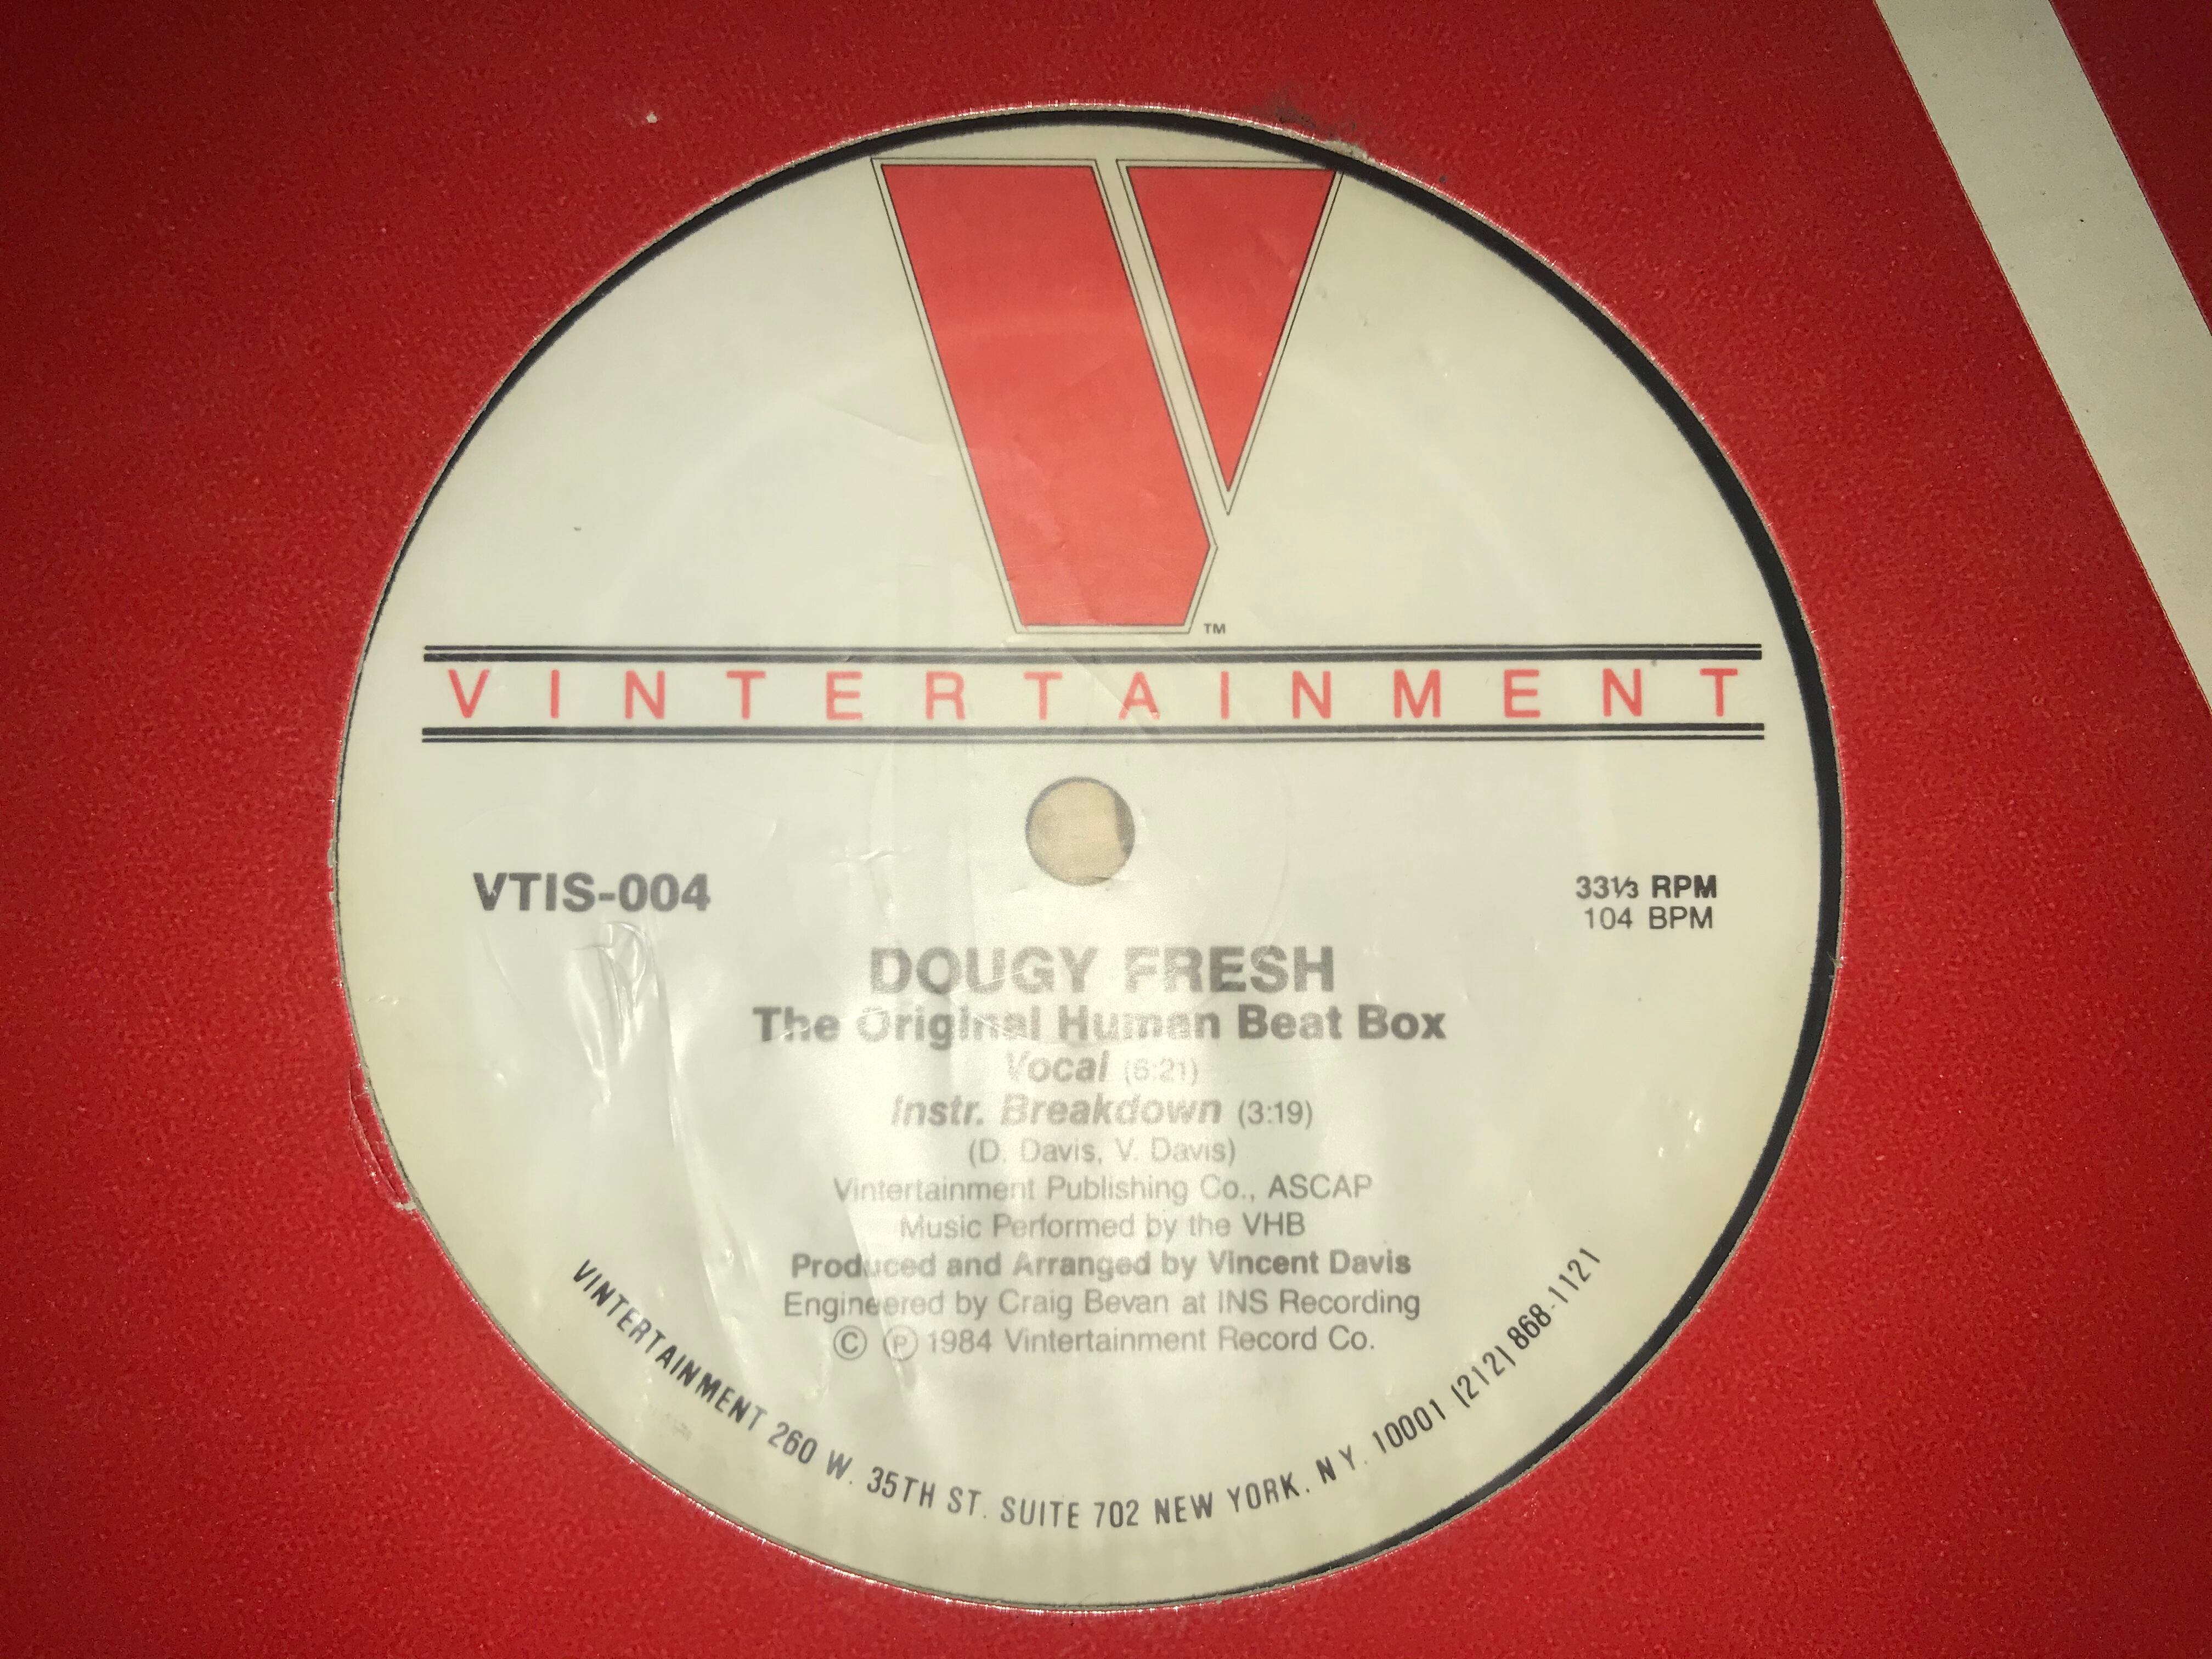 V
TM
VINTERTAINMENT
VTIS-004
33⅓ RPM
104 BPM
DOUGY FRESH
The Original Human Beat Box
Vocal (6:21)
Instr. Breakdown (3:19)
(D. Davis, V. Davis)
Vintertainment Publishing Co., ASCAP
Music Performed by the VHB
Produced and Arranged by Vincent Davis
Engineered by Craig Bevan at INS Recording
© ℗ 1984 Vintertainment Record Co.
VINTERTAINMENT 260 W. 35TH ST. SUITE 702 NEW YORK, N.Y. 10001 (212) 868-1121